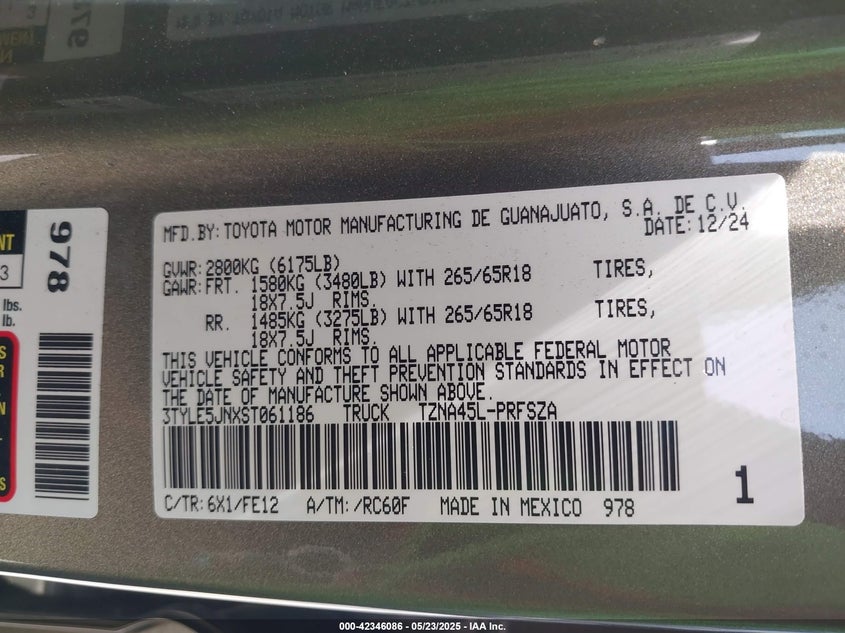 MFD.BY: TOYOTA MOTOR MANUFACTURING DE GUANAJUATO, S.A. DE C.V.
DATE: 12/24
GVWR: 2800KG (6175LB)
GAWR: FRT. 1580KG (3480LB) WITH 265/65R18 TIRES,
18X7.5J RIMS.
RR. 1485KG (3275LB) WITH 265/65R18 TIRES,
18X7.5J RIMS.
THIS VEHICLE CONFORMS TO ALL APPLICABLE FEDERAL MOTOR
VEHICLE SAFETY AND THEFT PREVENTION STANDARDS IN EFFECT ON
THE DATE OF MANUFACTURE SHOWN ABOVE.
3TYLE5JNXST061186 TRUCK TZNA45L-PRFSZA
C/TR: 6X1/FE12 A/TM: /RC60F MADE IN MEXICO 978
1
978
3
lbs.
lb.
000-42346086 - 05/23/2025 - IAA Inc.